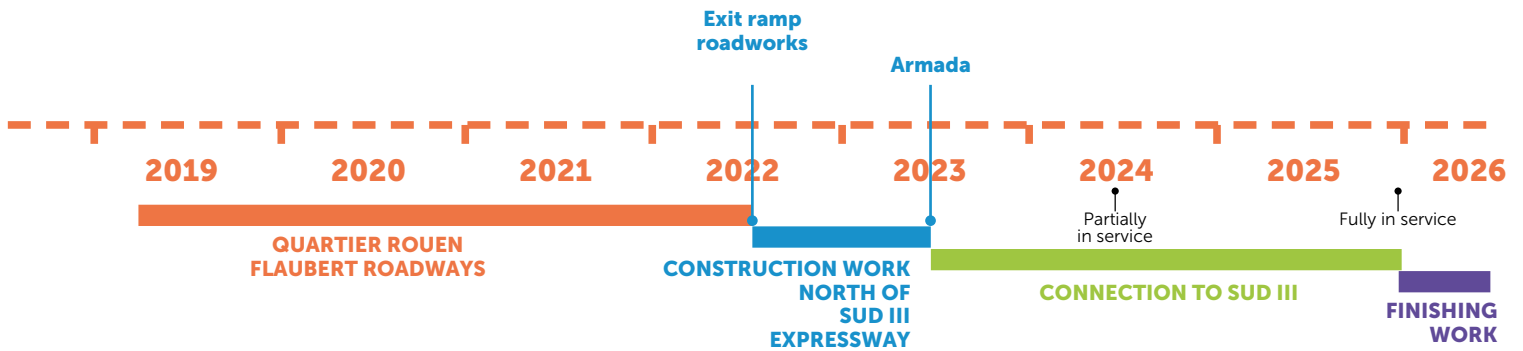 Exit ramp
roadworks
Armada
2019
2020
2021
2022
2023
2024
2025
2026
Partially
in service
Fully in service
QUARTIER ROUEN
FLAUBERT ROADWAYS
CONSTRUCTION WORK
NORTH OF
SUD III
EXPRESSWAY
CONNECTION TO SUD III
FINISHING
WORK